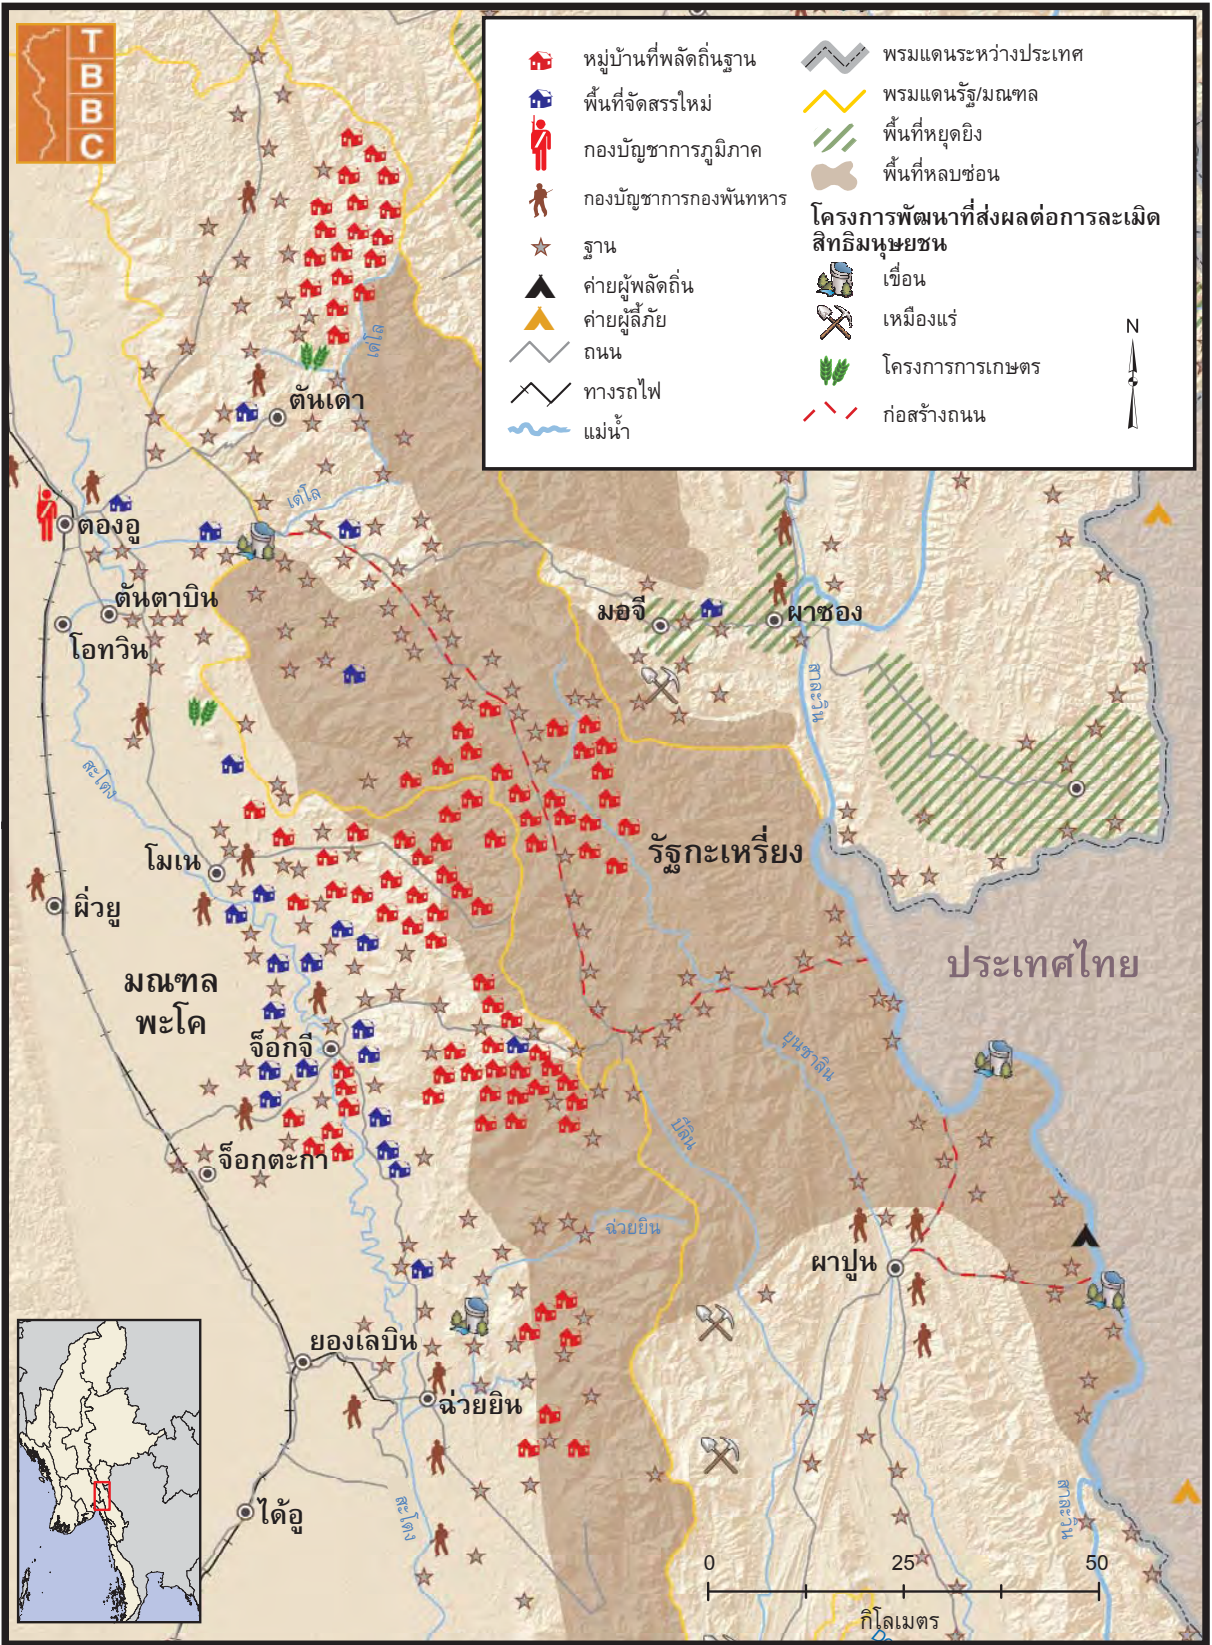 T
B
B
C
หมู่บ้านที่พลัดถิ่นฐาน
พื้นที่จัดสรรใหม่
กองบัญชาการภูมิภาค
กองบัญชาการกองพันทหาร
ฐาน
ค่ายผู้พลัดถิ่น
ค่ายผู้ลี้ภัย
ถนน
ทางรถไฟ
แม่น้ำ
พรมแดนระหว่างประเทศ
พรมแดนรัฐ/มณฑล
พื้นที่หยุดยิง
พื้นที่หลบซ่อน
โครงการพัฒนาที่ส่งผลต่อการละเมิด
สิทธิมนุษยชน
เขื่อน
เหมืองแร่
โครงการการเกษตร
ก่อสร้างถนน
N
เด่โล
ตันเดา
เด่โล
ตองอู
ตันตาบิน
โอทวิน
มอจี
ผาซอง
สาละวิน
สะโตง
รัฐกะเหรี่ยง
โมเน
ผิ่วยู
ประเทศไทย
มณฑล
พะโค
จ็อกจี
ยุนซาลิน
บีลิน
จ็อกตะกา
ฉ่วยยิน
ผาปูน
ยองเลบิน
ฉ่วยยิน
สะโตง
สาละวิน
ได้อู
0
25
50
กิโลเมตร